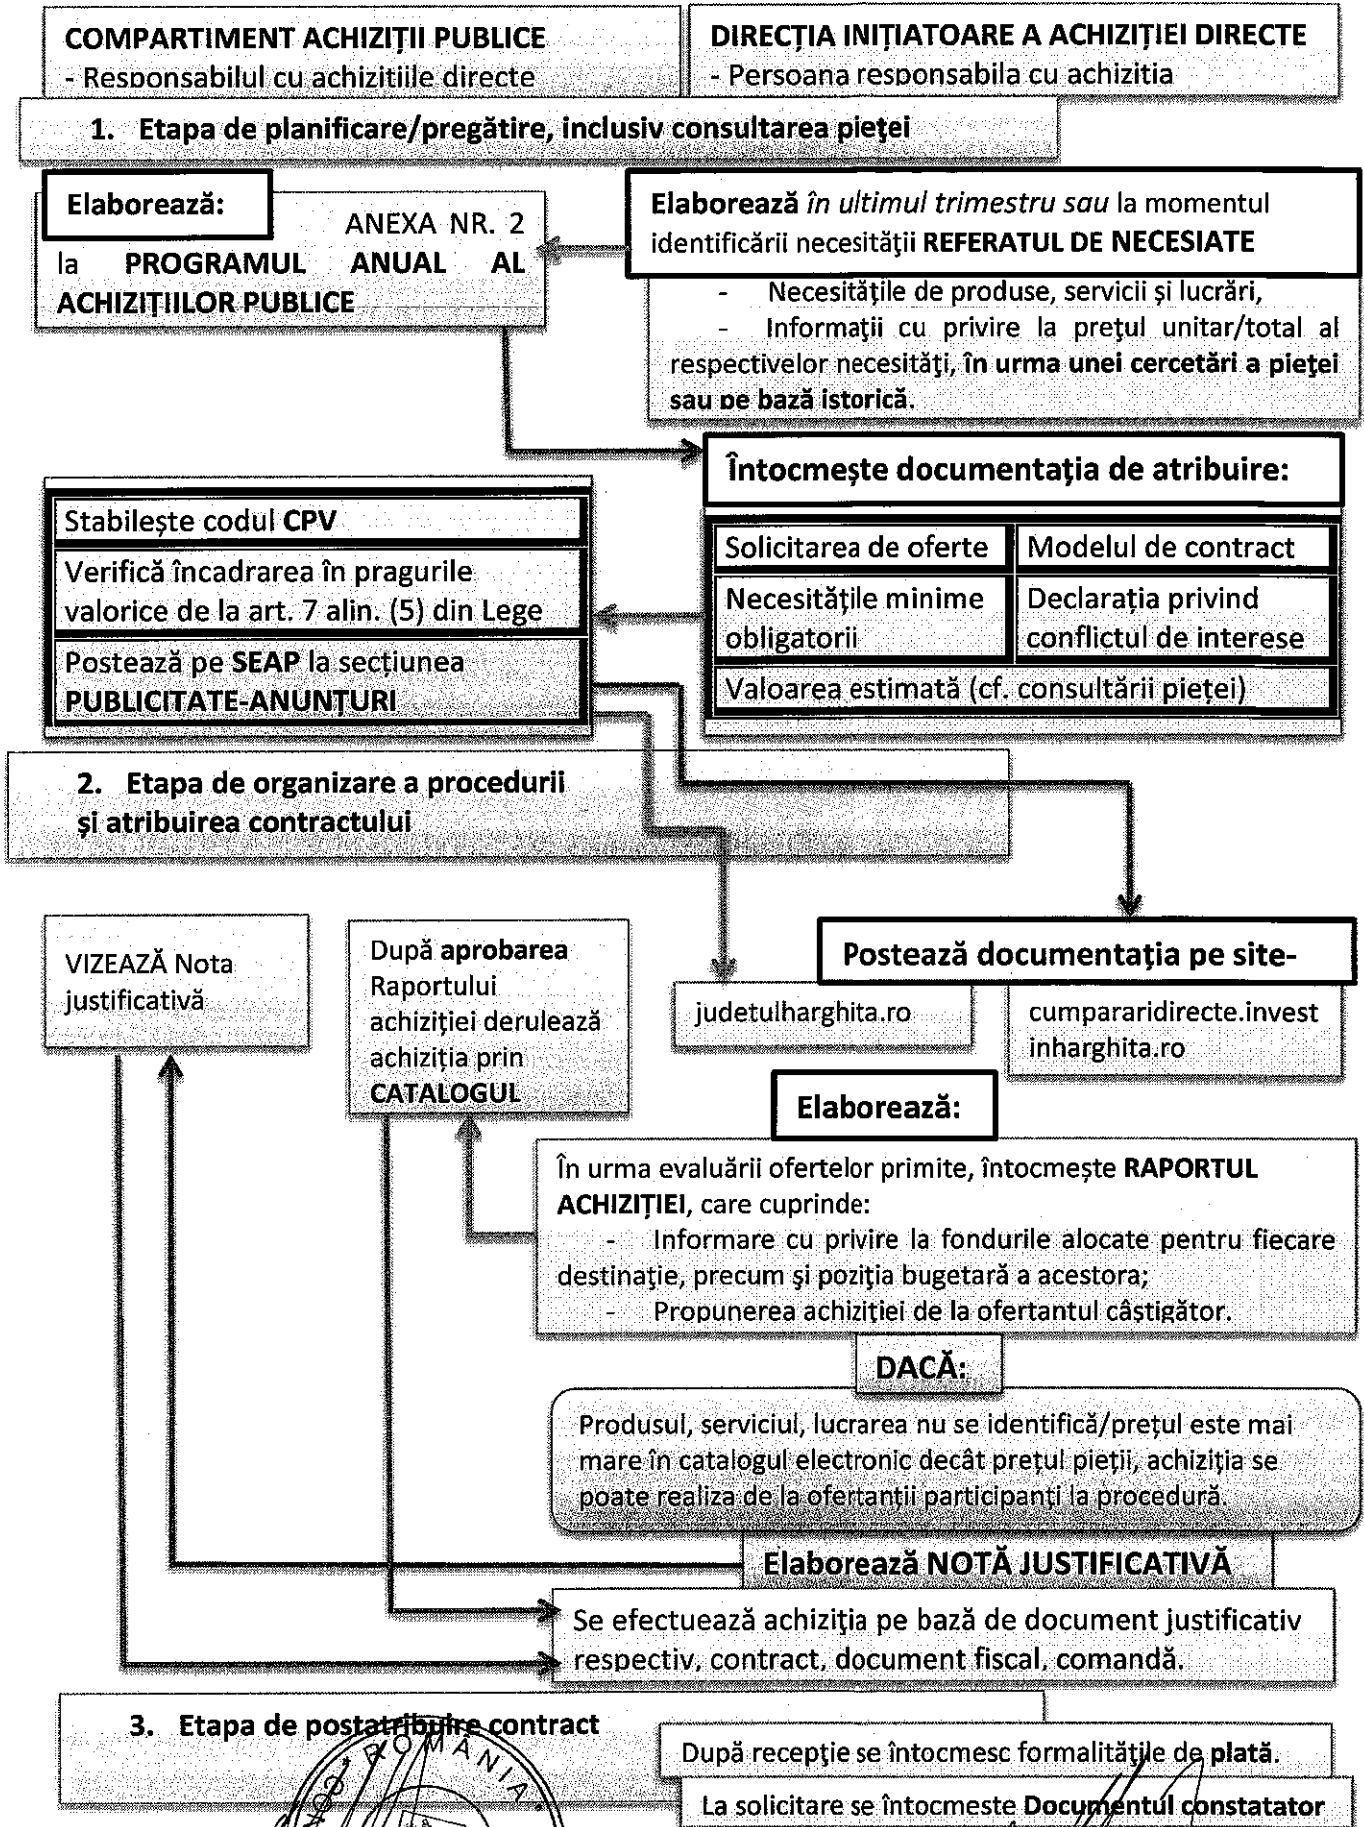 COMPARTIMENT ACHIZIȚII PUBLICE
- Responsabilul cu achizitiile directe
DIRECȚIA INIȚIATOARE A ACHIZIȚIEI DIRECTE
- Persoana responsabila cu achizitia
1. Etapa de planificare/pregătire, inclusiv consultarea pieței
Elaborează:
ANEXA NR. 2
la PROGRAMUL ANUAL AL
ACHIZIȚIILOR PUBLICE
Elaborează în ultimul trimestru sau la momentul
identificării necesității REFERATUL DE NECESIATE
- Necesitățile de produse, servicii și lucrări,
- Informații cu privire la prețul unitar/total al
respectivelor necesități, în urma unei cercetări a pieței
sau pe bază istorică.
Întocmește documentația de atribuire:
Solicitarea de oferte
Modelul de contract
Necesitățile minime
obligatorii
Declarația privind
conflictul de interese
Valoarea estimată (cf. consultării pieței)
Stabilește codul CPV
Verifică încadrarea în pragurile
valorice de la art. 7 alin. (5) din Lege
Postează pe SEAP la secțiunea
PUBLICITATE-ANUNȚURI
2. Etapa de organizare a procedurii
și atribuirea contractului
VIZEAZĂ Nota
justificativă
După aprobarea
Raportului
achiziției derulează
achiziția prin
CATALOGUL
Postează documentația pe site-
judetulharghita.ro
cumpararidirecte.invest
inharghita.ro
Elaborează:
În urma evaluării ofertelor primite, întocmește RAPORTUL
ACHIZIȚIEI, care cuprinde:
- Informare cu privire la fondurile alocate pentru fiecare
destinație, precum și poziția bugetară a acestora;
- Propunerea achiziției de la ofertantul câștigător.
DACĂ:
Produsul, serviciul, lucrarea nu se identifică/prețul este mai
mare în catalogul electronic decât prețul pieții, achiziția se
poate realiza de la ofertanții participanți la procedură.
Elaborează NOTĂ JUSTIFICATIVĂ
Se efectuează achiziția pe bază de document justificativ
respectiv, contract, document fiscal, comandă.
3. Etapa de postatribuire contract
După recepție se întocmesc formalitățile de plată.
La solicitare se întocmeste Documentul constatator
ROMÂNIA